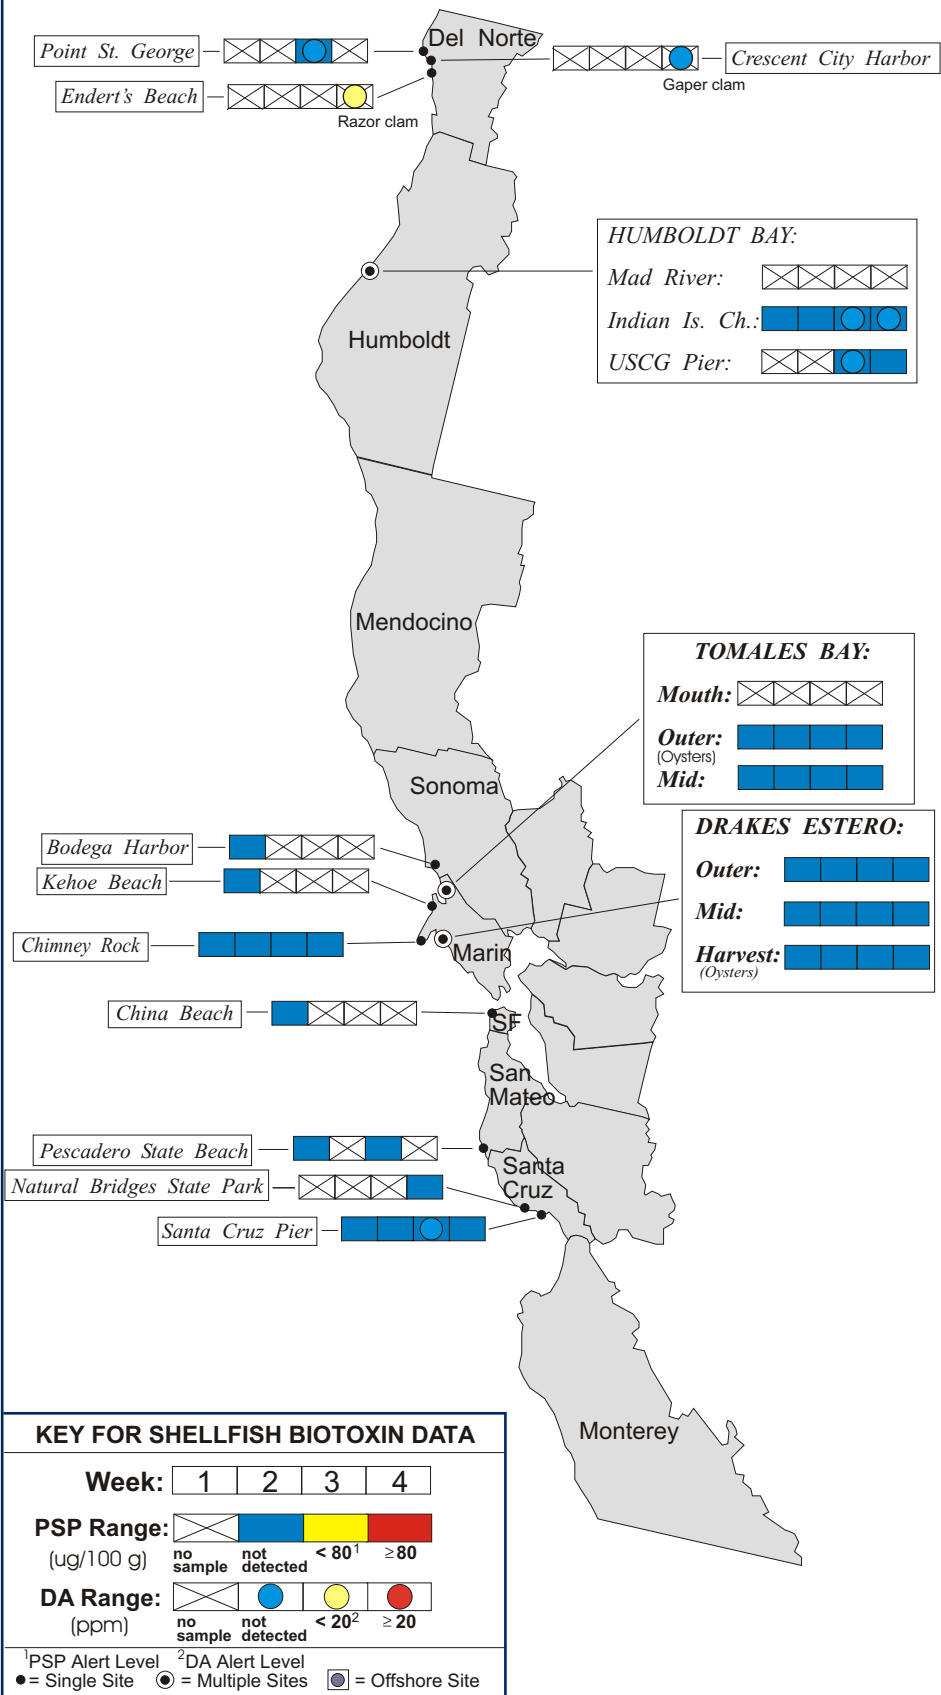 Del Norte
Point St. George
Crescent City Harbor
Gaper clam
Endert's Beach
Razor clam
HUMBOLDT BAY:
Mad River:
Indian Is. Ch.:
USCG Pier:
Humboldt
Mendocino
TOMALES BAY:
Mouth:
Outer:
(Oysters)
Mid:
Sonoma
DRAKES ESTERO:
Outer:
Mid:
Harvest:
(Oysters)
Bodega Harbor
Kehoe Beach
Chimney Rock
Marin
China Beach
SF
San
Mateo
Pescadero State Beach
Santa
Cruz
Natural Bridges State Park
Santa Cruz Pier
Monterey
KEY FOR SHELLFISH BIOTOXIN DATA
Week: 1 2 3 4
PSP Range:
(ug/100 g)
no sample not detected < 80¹ ≥80
DA Range:
(ppm)
no sample not detected < 20² ≥ 20
¹PSP Alert Level ²DA Alert Level
= Single Site = Multiple Sites = Offshore Site